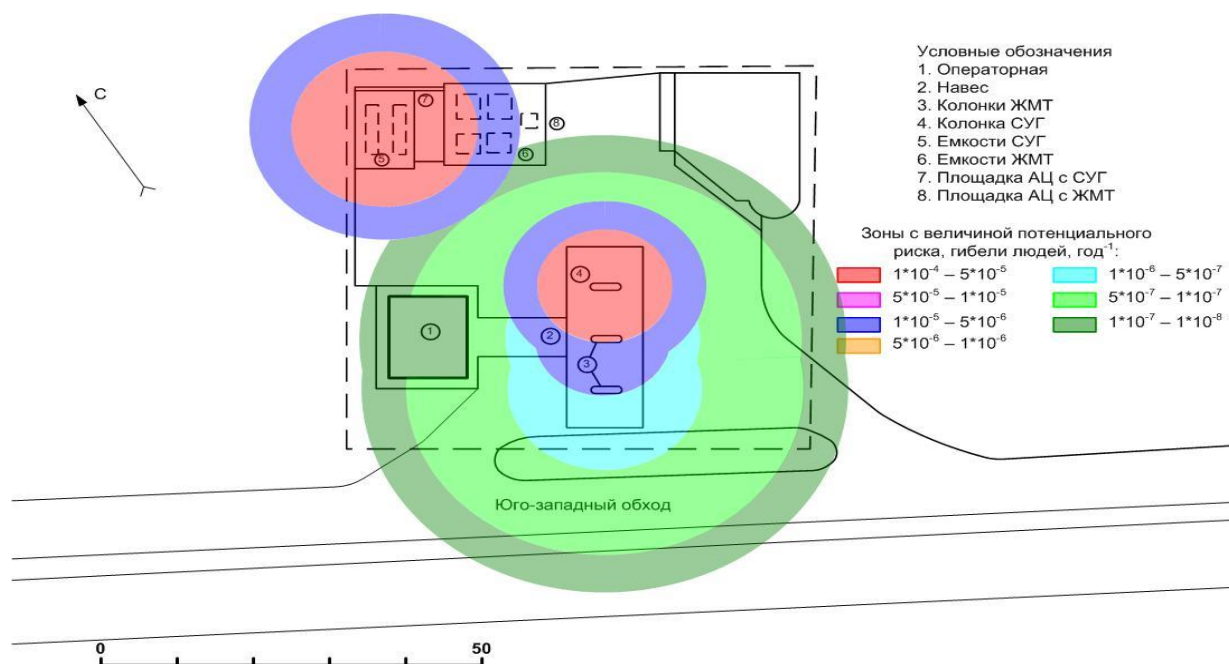 Условные обозначения
1. Операторная
2. Навес
3. Колонки ЖМТ
4. Колонка СУГ
5. Емкости СУГ
6. Емкости ЖМТ
7. Площадка АЦ с СУГ
8. Площадка АЦ с ЖМТ
С
7
8
6
5
Зоны с величиной потенциального
риска, гибели людей, год⁻¹:
1*10⁻⁴ – 5*10⁻⁵
1*10⁻⁶ – 5*10⁻⁷
5*10⁻⁵ – 1*10⁻⁵
5*10⁻⁷ – 1*10⁻⁷
1*10⁻⁵ – 5*10⁻⁶
1*10⁻⁷ – 1*10⁻⁸
5*10⁻⁶ – 1*10⁻⁶
4
1
2
3
Юго-западный обход
0
50